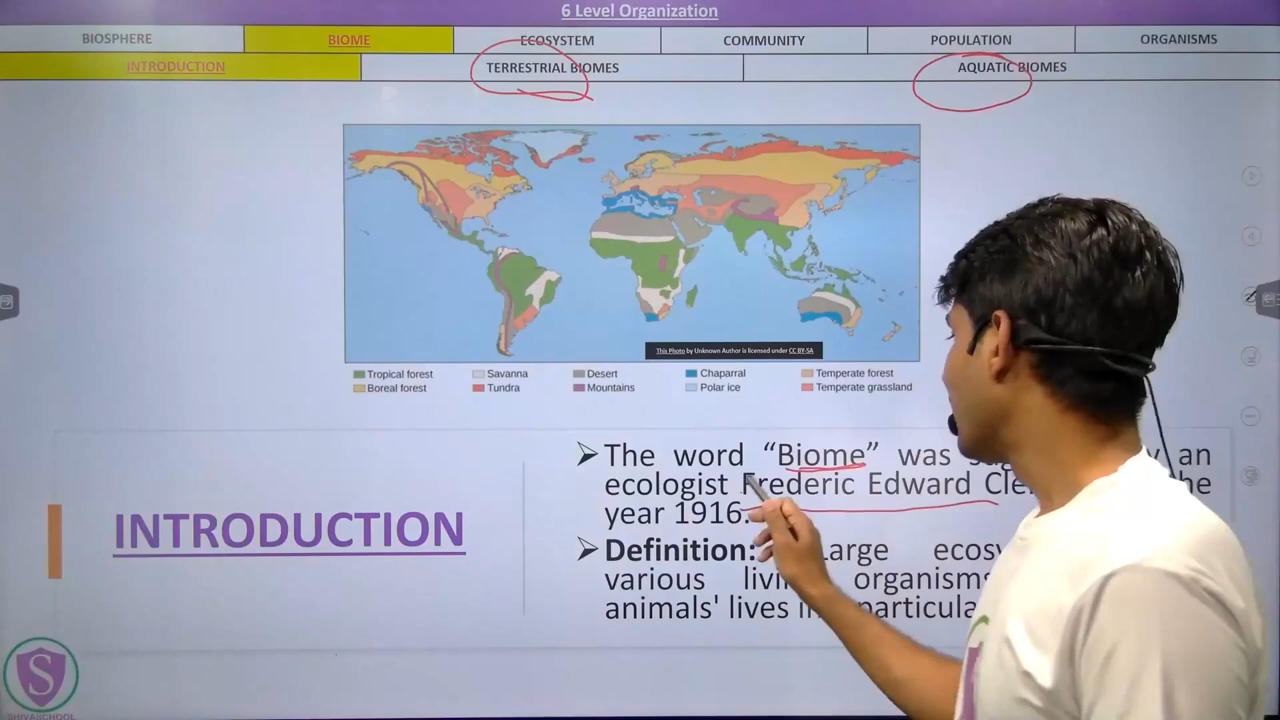 6 Level Organization
BIOSPHERE BIOME ECOSYSTEM COMMUNITY POPULATION ORGANISMS
INTRODUCTION TERRESTRIAL BIOMES AQUATIC BIOMES
This Photo by Unknown Author is licensed under CC BY-SA
Tropical forest Savanna Desert Chaparral Temperate forest
Boreal forest Tundra Mountains Polar ice Temperate grassland
INTRODUCTION
➢The word “Biome” was an
ecologist Frederic Edward
year 1916.
➢Definition: Large
various organisms
animals' lives
S
SHIVASCHOOL